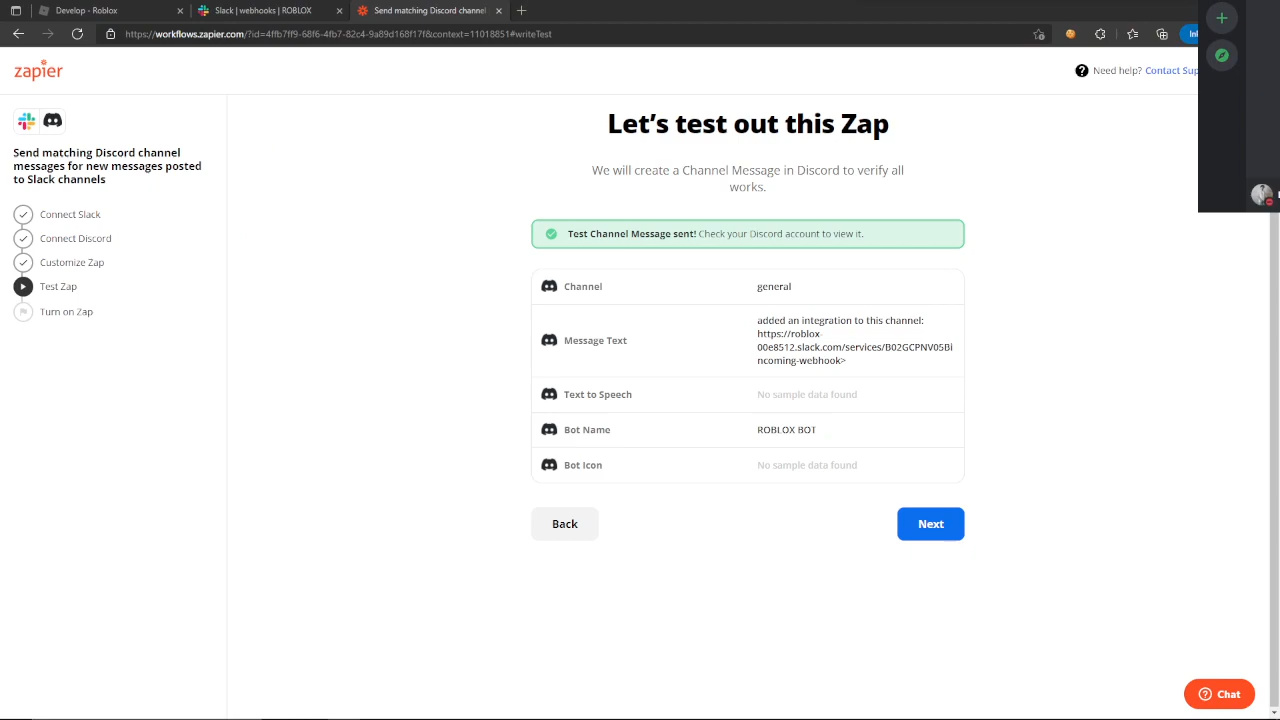 Develop - Roblox
Slack | webhooks | ROBLOX
Send matching Discord channel
https://workflows.zapier.com/?id=4ffb7ff9-68f6-4fb7-82c4-9a89d168f17f&context=11018851#writeTest
zapier
Need help? Contact Sup
Send matching Discord channel
messages for new messages posted
to Slack channels
Connect Slack
Connect Discord
Customize Zap
Test Zap
Turn on Zap
Let's test out this Zap
We will create a Channel Message in Discord to verify all
works.
Test Channel Message sent! Check your Discord account to view it.
Channel general
Message Text
added an integration to this channel:
https://roblox-
00e8512.slack.com/services/B02GCPNV05Bi
ncoming-webhook>
Text to Speech No sample data found
Bot Name ROBLOX BOT
Bot Icon No sample data found
Back
Next
Chat